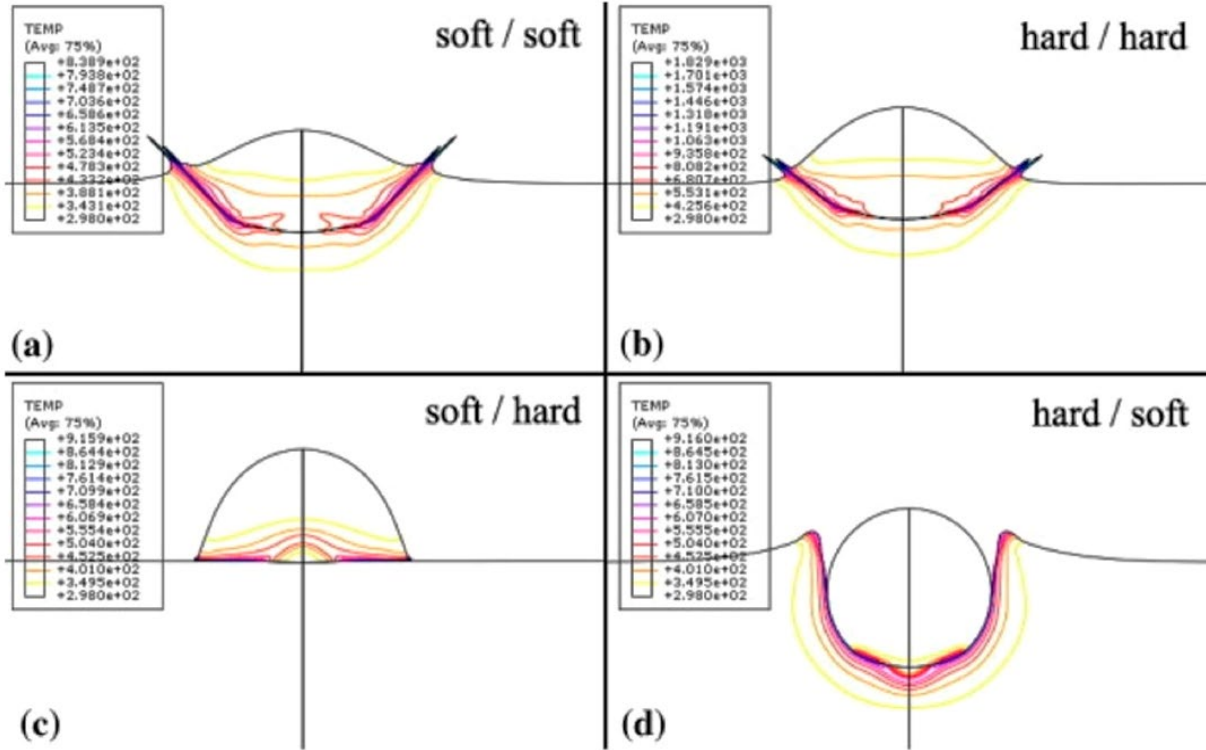 TEMP
(Avg: 75%)
+8.389e+02
+7.938e+02
+7.487e+02
+7.036e+02
+6.586e+02
+6.135e+02
+5.684e+02
+5.234e+02
+4.783e+02
+4.332e+02
+3.881e+02
+3.431e+02
+2.980e+02
soft / soft
(a)
TEMP
(Avg: 75%)
+1.829e+03
+1.701e+03
+1.574e+03
+1.446e+03
+1.318e+03
+1.191e+03
+1.063e+03
+9.358e+02
+8.082e+02
+6.807e+02
+5.531e+02
+4.256e+02
+2.980e+02
hard / hard
(b)
TEMP
(Avg: 75%)
+9.159e+02
+8.644e+02
+8.129e+02
+7.614e+02
+7.099e+02
+6.584e+02
+6.069e+02
+5.554e+02
+5.040e+02
+4.525e+02
+4.010e+02
+3.495e+02
+2.980e+02
soft / hard
(c)
TEMP
(Avg: 75%)
+9.160e+02
+8.645e+02
+8.130e+02
+7.615e+02
+7.100e+02
+6.585e+02
+6.070e+02
+5.555e+02
+5.040e+02
+4.525e+02
+4.010e+02
+3.495e+02
+2.980e+02
hard / soft
(d)